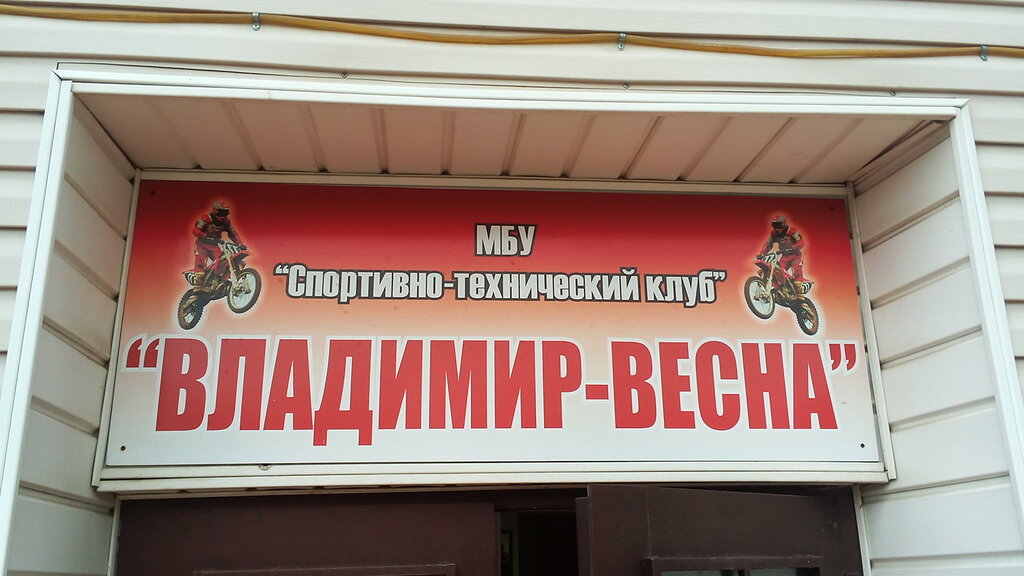 МБУ
“Спортивно-технический клуб”
“ВЛАДИМИР-ВЕСНА”